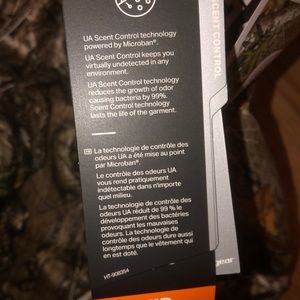 UA Scent Control technology
powered by Microban®.
UA Scent Control keeps you
virtually undetected in any
environment.
UA Scent Control technology
reduces the growth of odor
causing bacteria by 99%.
Scent Control technology
lasts the life of the garment.
La technologie de contrôle des
odeurs UA a été mise au point
par Microban®.
Le contrôle des odeurs UA
vous rend pratiquement
indétectable dans n'importe
quel milieu.
La technologie de contrôle des
odeurs UA réduit de 99 % le
développement des bactéries
provoquant les mauvaises
odeurs. La technologie de
contrôle des odeurs dure aussi
longtemps que le vêtement qui
en est doté.
SCENT CONTROL
gear